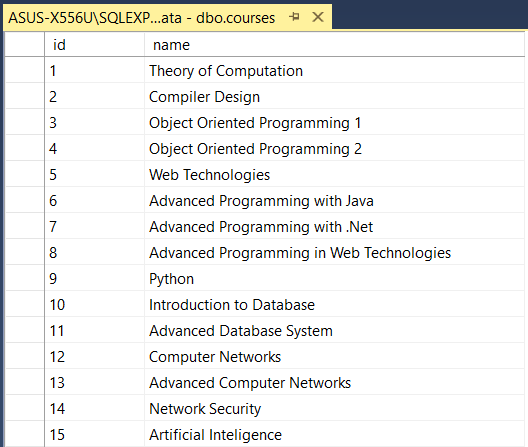 ASUS-X556U\SQLEXP...ata - dbo.courses
id name
1 Theory of Computation
2 Compiler Design
3 Object Oriented Programming 1
4 Object Oriented Programming 2
5 Web Technologies
6 Advanced Programming with Java
7 Advanced Programming with .Net
8 Advanced Programming in Web Technologies
9 Python
10 Introduction to Database
11 Advanced Database System
12 Computer Networks
13 Advanced Computer Networks
14 Network Security
15 Artificial Inteligence